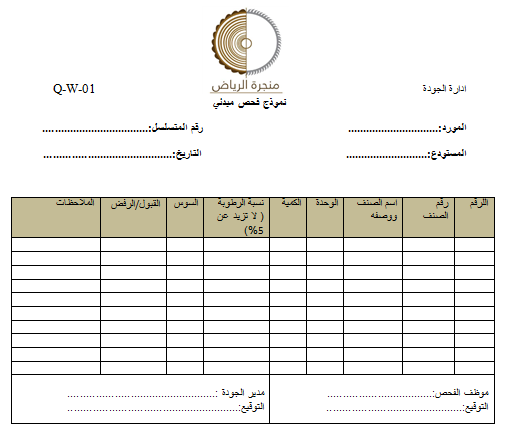 ادارة الجودة
Q-W-01
منجرة الرياض
نموذج فحص ميداني
المورد:..............................
رقم المتسلسل:....................................
المستودع:...........................
التاريخ:...........................................
الرقم
رقم الصنف
اسم الصنف ووصفه
الوحدة
الكمية
نسبة الرطوبة
( لا تزيد عن
5%)
السوس
القبول/الرفض
الملاحظات
موظف الفحص:..................................
التوقيع:............................................
مدير الجودة :................................................
التوقيع:.......................................................